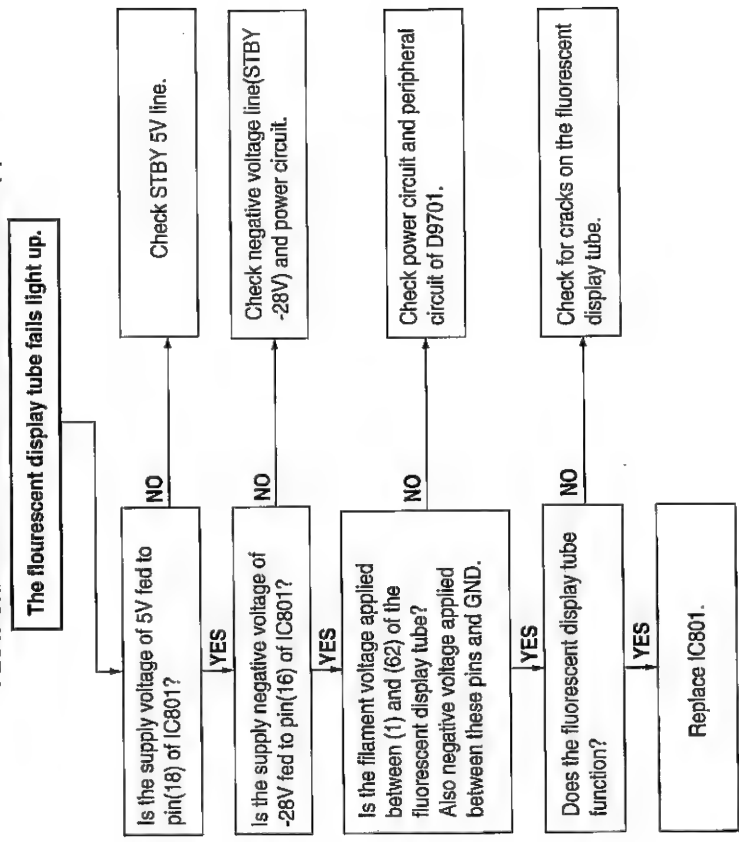 The flourescent display tube fails light up.
Is the supply voltage of 5V fed to
pin(18) of IC801?
NO
Check STBY 5V line.
YES
Is the supply negative voltage of
-28V fed to pin(16) of IC801?
NO
Check negative voltage line(STBY
-28V) and power circuit.
YES
Is the filament voltage applied
between (1) and (62) of the
fluorescent display tube?
Also negative voltage applied
between these pins and GND.
NO
Check power circuit and peripheral
circuit of D9701.
YES
Does the fluorescent display tube
function?
NO
Check for cracks on the fluorescent
display tube.
YES
Replace IC801.